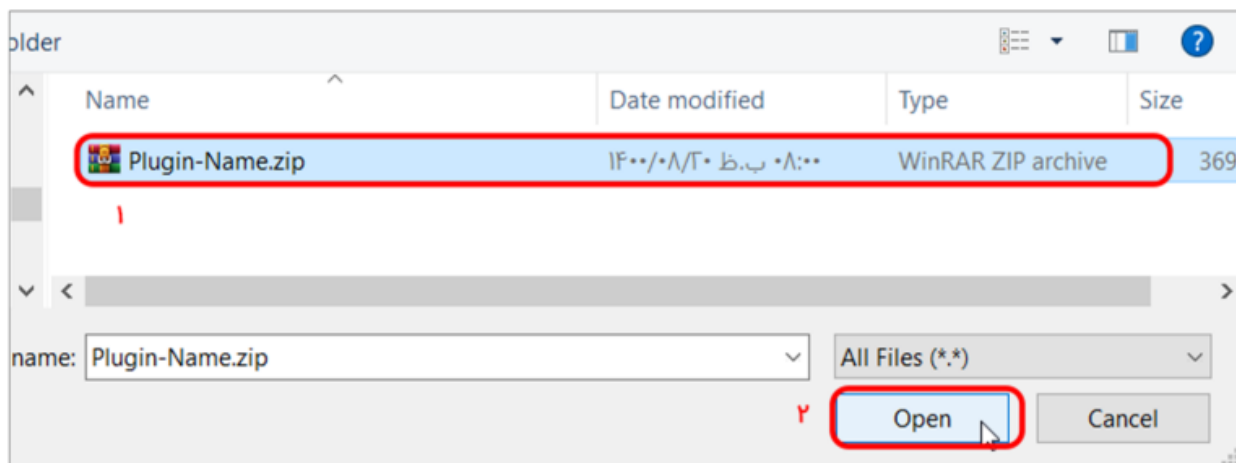 older
Name Date modified Type Size
Plugin-Name.zip ۱۴۰۰/۰۸/۲۰ ب.ظ ۰۸:۰۰ WinRAR ZIP archive 369
۱
name: Plugin-Name.zip All Files (*.*)
۲ Open Cancel